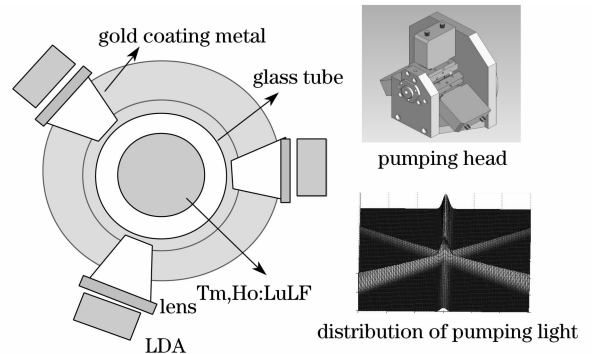 gold coating metal
glass tube
pumping head
Tm,Ho:LuLF
lens
LDA
distribution of pumping light